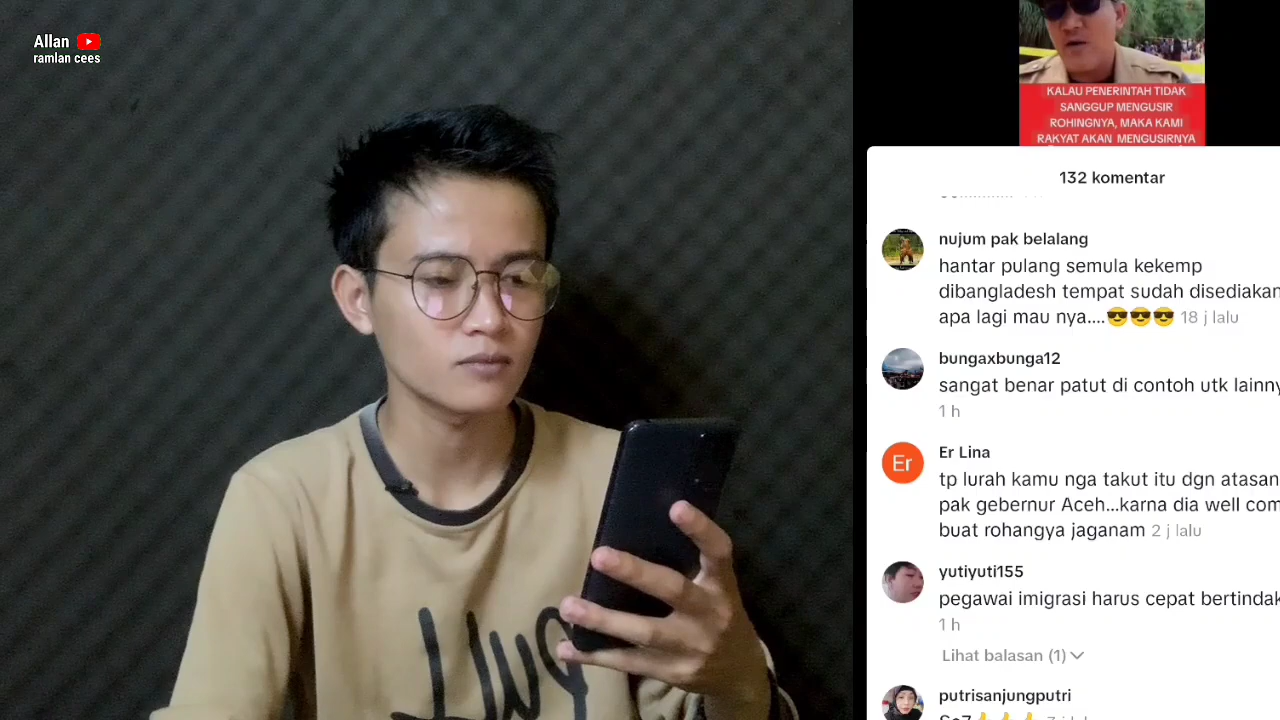 Allan
ramlan cees
KALAU PENERINTAH TIDAK
SANGGUP MENGUSIR
ROHINGNYA, MAKA KAMI
RAKYAT AKAN MENGUSIRNYA
132 komentar
nujum pak belalang
hantar pulang semula kekemp
dibangladesh tempat sudah disediakan
apa lagi mau nya....😎😎😎 18 j lalu
bungaxbunga12
sangat benar patut di contoh utk lainny
1 h
Er
Er Lina
tp lurah kamu nga takut itu dgn atasan
pak gebernur Aceh...karna dia well com
buat rohangya jaganam 2 j lalu
yutiyuti155
pegawai imigrasi harus cepat bertindak
1 h
Lihat balasan (1)
putrisanjungputri
Hug